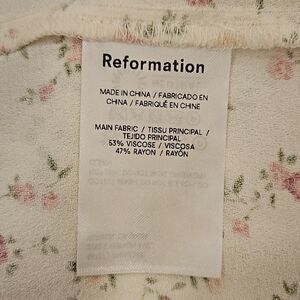 Reformation
MADE IN CHINA / FABRICADO EN
CHINA / FABRIQUÉ EN CHINE
MAIN FABRIC / TISSU PRINCIPAL /
TEJIDO PRINCIPAL
53% VISCOSE / VISCOSA
47% RAYON / RAYÓN